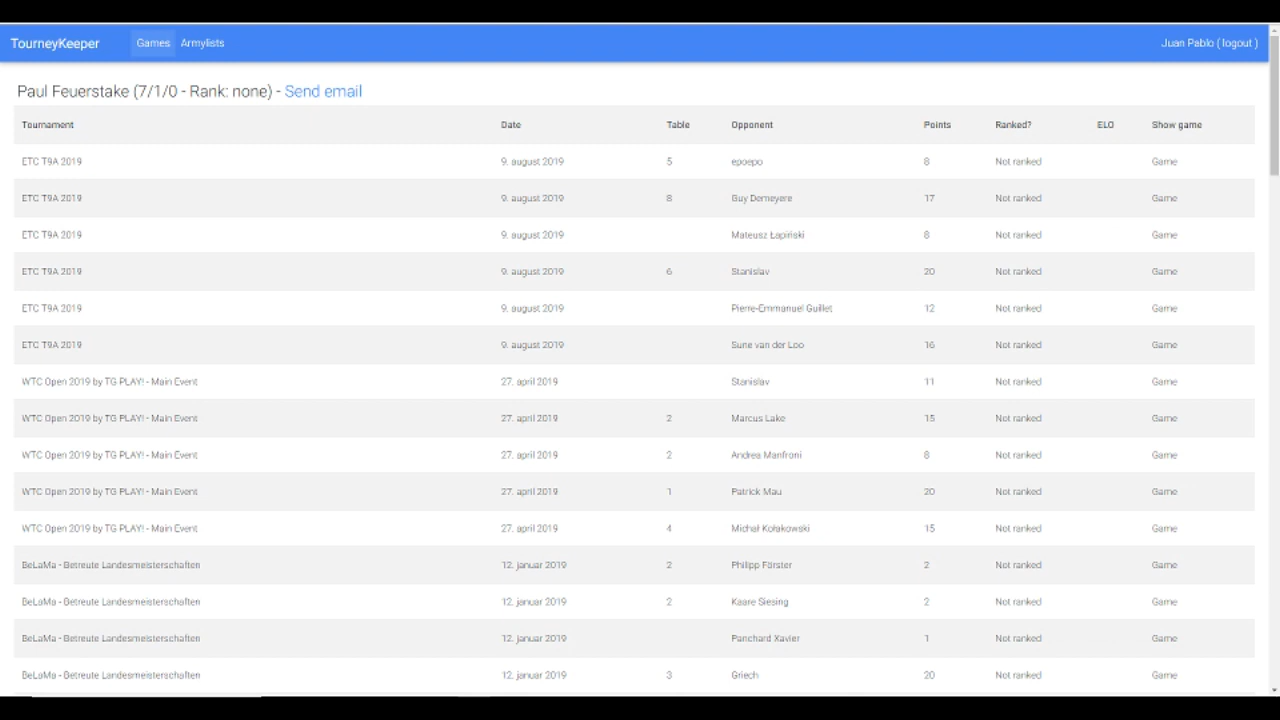 TourneyKeeper Games Armylists Juan Pablo ( logout )
Paul Feuerstake (7/1/0 - Rank: none) - Send email
Tournament Date Table Opponent Points Ranked? ELO Show game
ETC T9A 2019 9. august 2019 5 epoepo 8 Not ranked Game
ETC T9A 2019 9. august 2019 8 Guy Demeyere 17 Not ranked Game
ETC T9A 2019 9. august 2019 Mateusz Łapiński 8 Not ranked Game
ETC T9A 2019 9. august 2019 6 Stanislav 20 Not ranked Game
ETC T9A 2019 9. august 2019 Pierre-Emmanuel Guillet 12 Not ranked Game
ETC T9A 2019 9. august 2019 Sune van der Loo 16 Not ranked Game
WTC Open 2019 by TG PLAY! - Main Event 27. april 2019 Stanislav 11 Not ranked Game
WTC Open 2019 by TG PLAY! - Main Event 27. april 2019 2 Marcus Lake 15 Not ranked Game
WTC Open 2019 by TG PLAY! - Main Event 27. april 2019 2 Andrea Manfroni 8 Not ranked Game
WTC Open 2019 by TG PLAY! - Main Event 27. april 2019 1 Patrick Mau 20 Not ranked Game
WTC Open 2019 by TG PLAY! - Main Event 27. april 2019 4 Michał Kołakowski 15 Not ranked Game
BeLaMa - Betreute Landesmeisterschaften 12. januar 2019 2 Philipp Förster 2 Not ranked Game
BeLaMa - Betreute Landesmeisterschaften 12. januar 2019 2 Kaare Siesing 2 Not ranked Game
BeLaMa - Betreute Landesmeisterschaften 12. januar 2019 Panchard Xavier 1 Not ranked Game
BeLaMa - Betreute Landesmeisterschaften 12. januar 2019 3 Griech 20 Not ranked Game